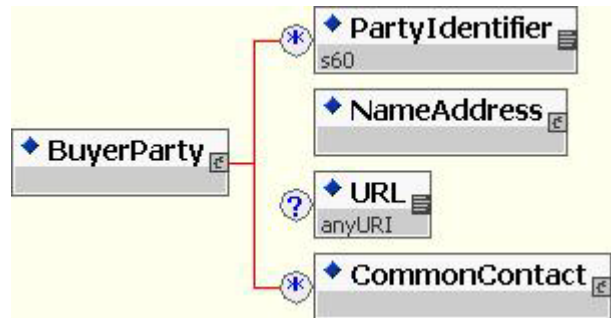 * PartyIdentifier
s60
NameAddress
BuyerParty
? URL
anyURI
* CommonContact